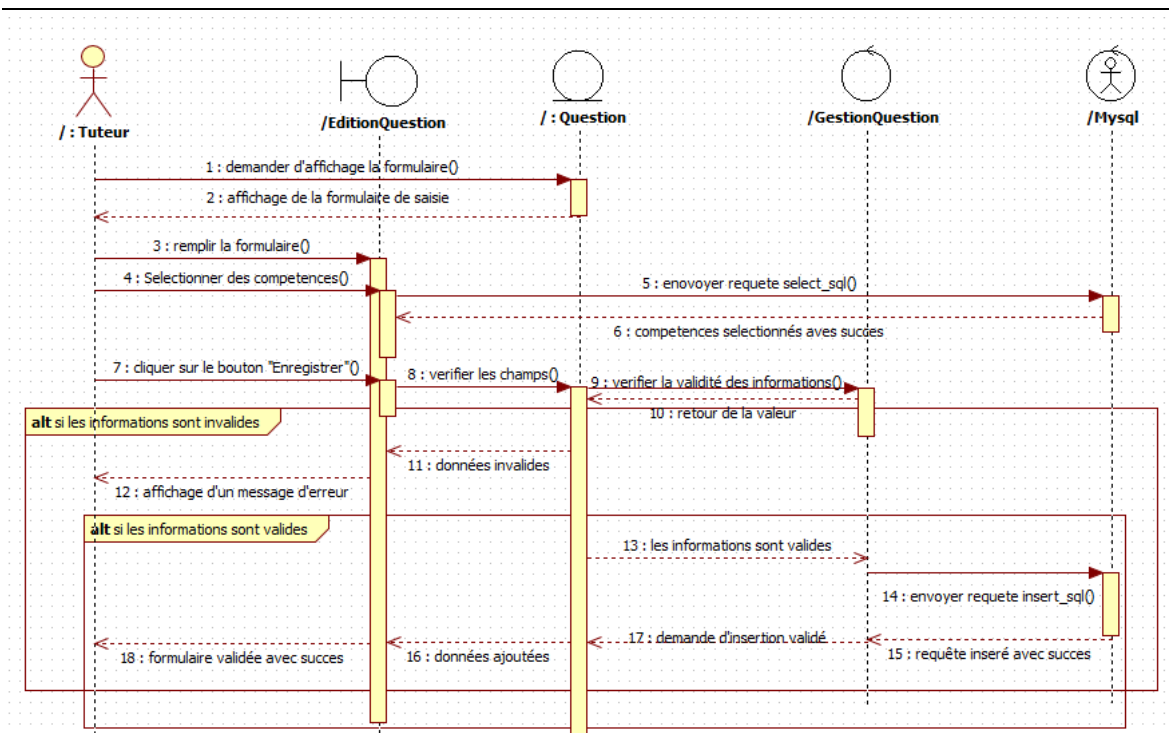 / : Tuteur
/EditionQuestion
/ : Question
/GestionQuestion
/Mysql
1 : demander d'affichage la formulaire()
2 : affichage de la formulaire de saisie
3 : remplir la formulaire()
4 : Selectionner des competences()
5 : enovoyer requete select_sql()
6 : competences selectionnés aves succes
7 : cliquer sur le bouton "Enregistrer"()
8 : verifier les champs()
9 : verifier la validité des informations()
10 : retour de la valeur
alt si les informations sont invalides
11 : données invalides
12 : affichage d'un message d'erreur
alt si les informations sont valides
13 : les informations sont valides
14 : envoyer requete insert_sql()
17 : demande d'insertion validé
18 : formulaire validée avec succes
16 : données ajoutées
15 : requête inseré avec succes